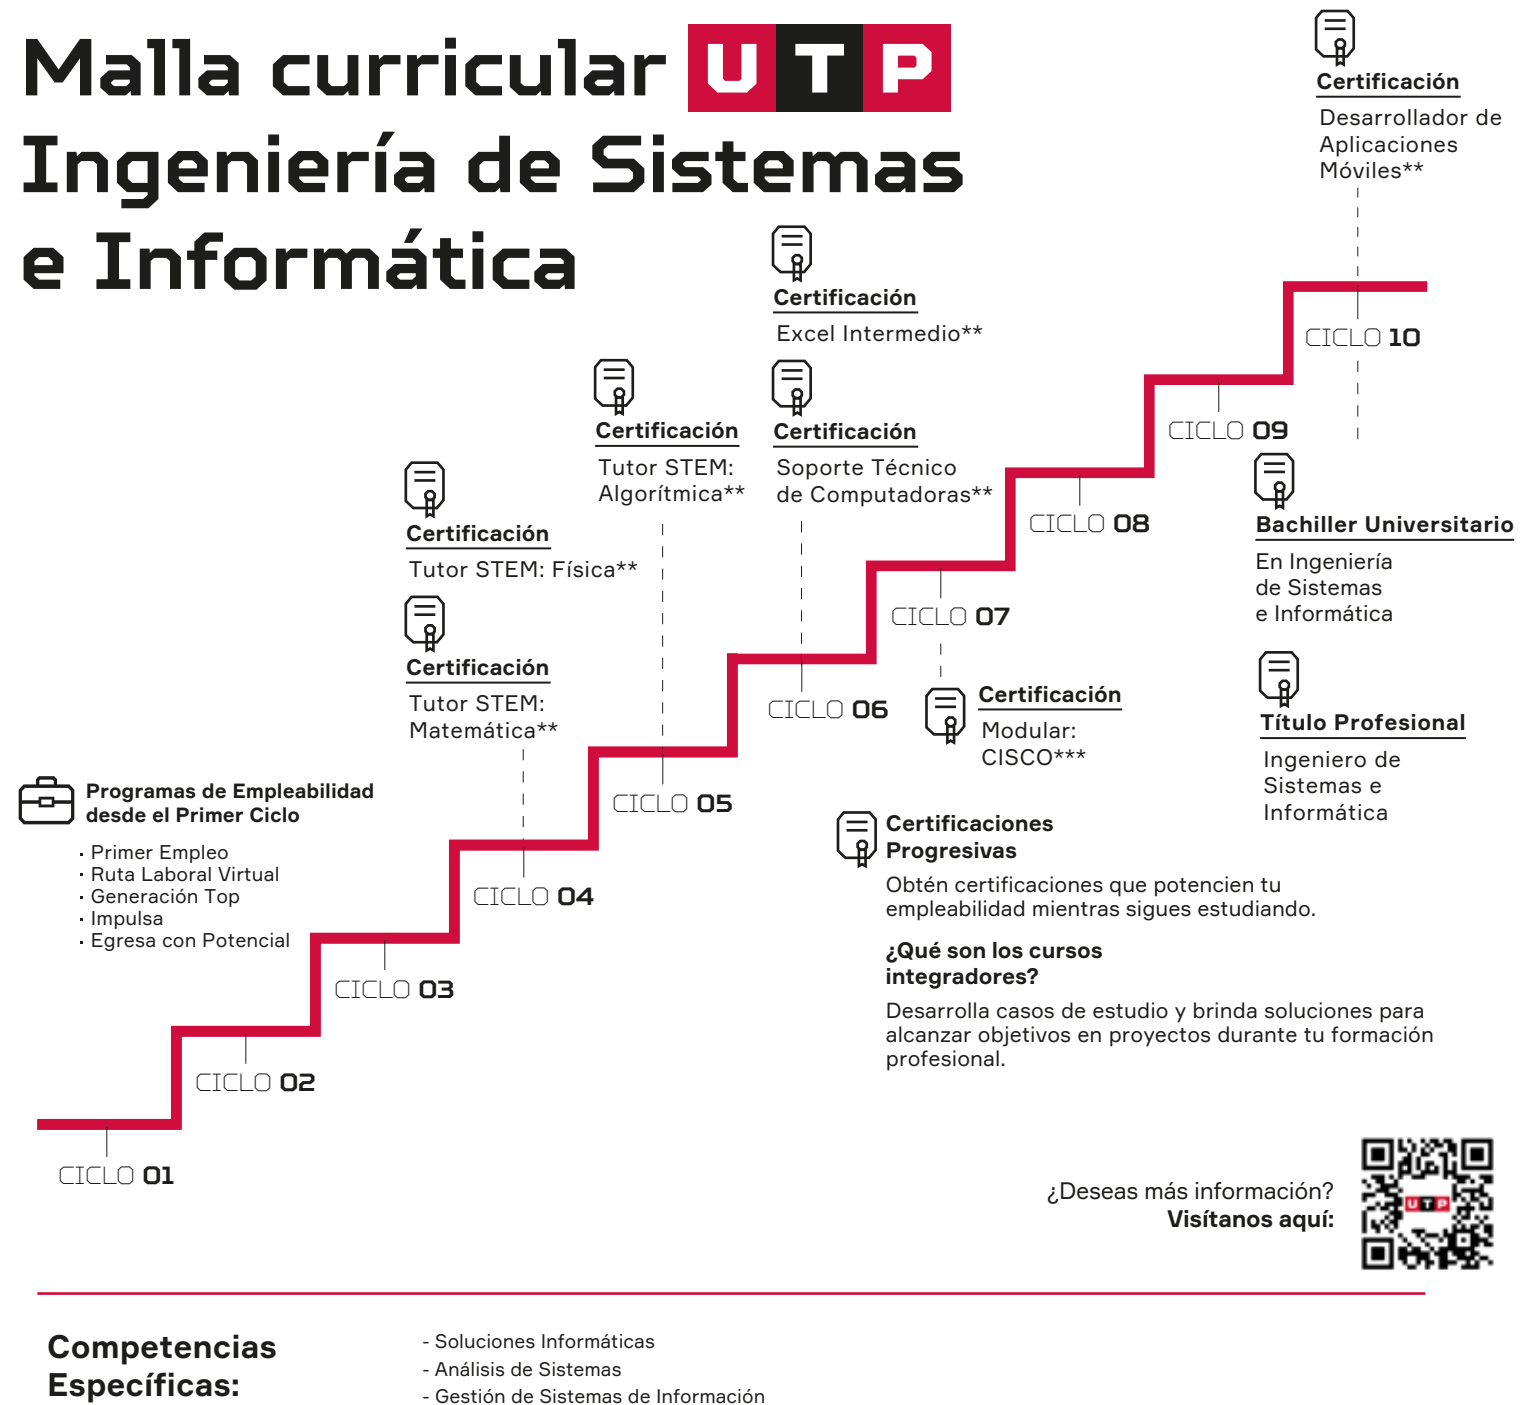 Malla curricular UTP
Ingeniería de Sistemas
e Informática
Certificación
Desarrollador de
Aplicaciones
Móviles**
Certificación
Excel Intermedio**
Certificación
Soporte Técnico
de Computadoras**
Certificación
Tutor STEM:
Algorítmica**
Certificación
Tutor STEM: Física**
Certificación
Tutor STEM:
Matemática**
CICLO 10
CICLO 09
CICLO 08
CICLO 07
CICLO 06
CICLO 05
CICLO 04
CICLO 03
CICLO 02
CICLO 01
Bachiller Universitario
En Ingeniería
de Sistemas
e Informática
Título Profesional
Ingeniero de
Sistemas e
Informática
Certificación
Modular:
CISCO***
Programas de Empleabilidad
desde el Primer Ciclo
· Primer Empleo
· Ruta Laboral Virtual
· Generación Top
· Impulsa
· Egresa con Potencial
Certificaciones
Progresivas
Obtén certificaciones que potencien tu
empleabilidad mientras sigues estudiando.
¿Qué son los cursos
integradores?
Desarrolla casos de estudio y brinda soluciones para
alcanzar objetivos en proyectos durante tu formación
profesional.
¿Deseas más información?
Visítanos aquí:
UTP
Competencias
Específicas:
- Soluciones Informáticas
- Análisis de Sistemas
- Gestión de Sistemas de Información